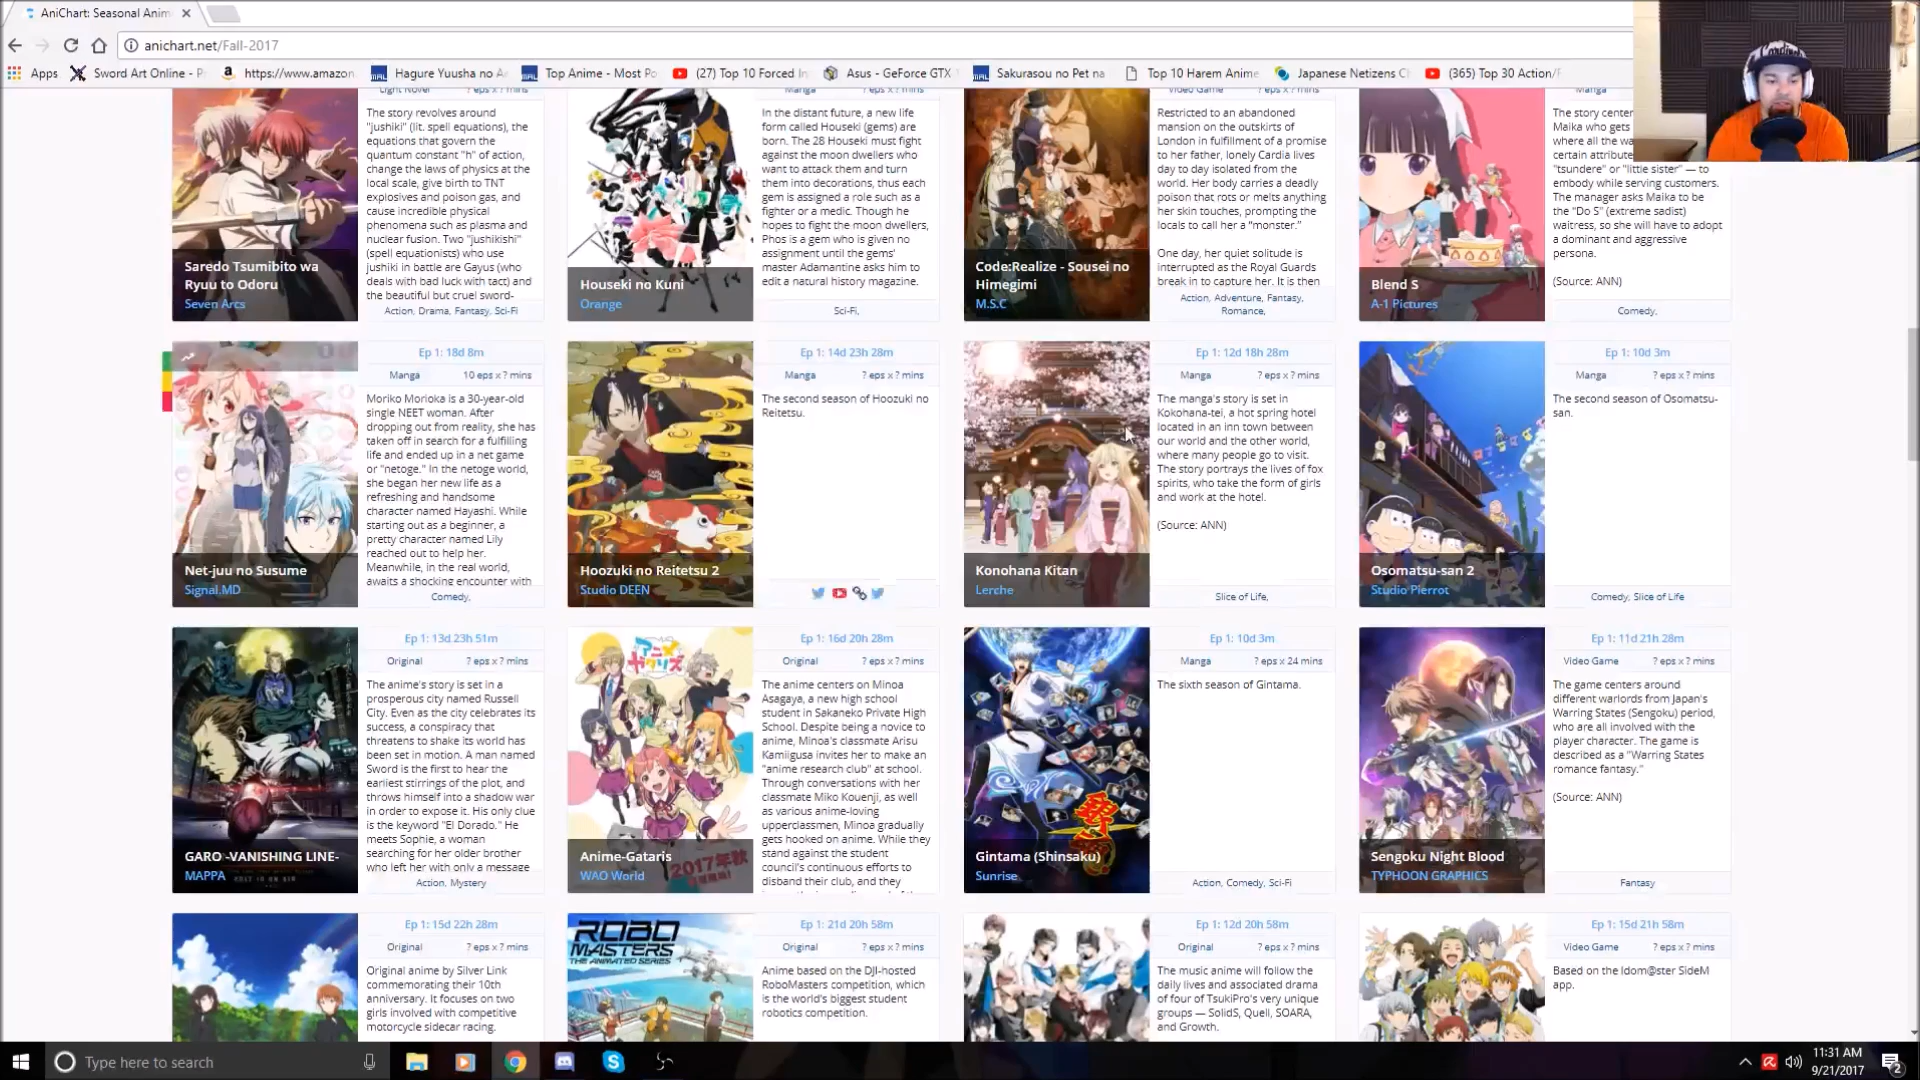 AniChart: Seasonal Anim
anichart.net/Fall-2017
Apps
Sword Art Online - P
https://www.amazon
Hagure Yuusha no A
Top Anime - Most Po
(27) Top 10 Forced In
Asus - GeForce GTX
Sakurasou no Pet na
Top 10 Harem Anime
Japanese Netizens C
(365) Top 30 Action/F
Light Novel ? eps x ? mins
The story revolves around
"jushiki" (lit. spell equations), the
equations that govern the
quantum constant "h" of action,
change the laws of physics at the
local scale, give birth to TNT
explosives and poison gas, and
cause incredible physical
phenomena such as plasma and
nuclear fusion. Two "jushikishi"
(spell equationists) who use
jushiki in battle are Gayus (who
deals with bad luck with tact) and
the beautiful but cruel sword-
Action, Drama, Fantasy, Sci-Fi
Saredo Tsumibito wa
Ryuu to Odoru
Seven Arcs
Manga ? eps x ? mins
In the distant future, a new life
form called Houseki (gems) are
born. The 28 Houseki must fight
against the moon dwellers who
want to attack them and turn
them into decorations, thus each
gem is assigned a role such as a
fighter or a medic. Though he
hopes to fight the moon dwellers,
Phos is a gem who is given no
assignment until the gems'
master Adamantine asks him to
edit a natural history magazine.
Sci-Fi,
Houseki no Kuni
Orange
Video Game ? eps x ? mins
Restricted to an abandoned
mansion on the outskirts of
London in fulfillment of a promise
to her father, lonely Cardia lives
day to day isolated from the
world. Her body carries a deadly
poison that rots or melts anything
her skin touches, prompting the
locals to call her a "monster."
One day, her quiet solitude is
interrupted as the Royal Guards
break in to capture her. It is then
Action, Adventure, Fantasy,
Romance,
Code:Realize - Sousei no
Himegimi
M.S.C
Manga
The story center
Maika who gets
where all the wa
certain attribute
"tsundere" or "little sister" — to
embody while serving customers.
The manager asks Maika to be
the "Do S" (extreme sadist)
waitress, so she will have to adopt
a dominant and aggressive
persona.
(Source: ANN)
Comedy,
Blend S
A-1 Pictures
Ep 1: 18d 8m
Manga 10 eps x ? mins
Moriko Morioka is a 30-year-old
single NEET woman. After
dropping out from reality, she has
taken off in search for a fulfilling
life and ended up in a net game
or "netoge." In the netoge world,
she began her new life as a
refreshing and handsome
character named Hayashi. While
starting out as a beginner, a
pretty character named Lily
reached out to help her.
Meanwhile, in the real world,
awaits a shocking encounter with
Comedy,
Net-juu no Susume
Signal.MD
Ep 1: 14d 23h 28m
Manga ? eps x ? mins
The second season of Hoozuki no
Reitetsu.
Hoozuki no Reitetsu 2
Studio DEEN
Ep 1: 12d 18h 28m
Manga ? eps x ? mins
The manga's story is set in
Kokohana-tei, a hot spring hotel
located in an inn town between
our world and the other world,
where many people go to visit.
The story portrays the lives of fox
spirits, who take the form of girls
and work at the hotel.
(Source: ANN)
Slice of Life,
Konohana Kitan
Lerche
Ep 1: 10d 3m
Manga ? eps x ? mins
The second season of Osomatsu-
san.
Comedy, Slice of Life
Osomatsu-san 2
Studio Pierrot
Ep 1: 13d 23h 51m
Original ? eps x ? mins
The anime's story is set in a
prosperous city named Russell
City. Even as the city celebrates its
success, a conspiracy that
threatens to shake its world has
been set in motion. A man named
Sword is the first to hear the
earliest stirrings of the plot, and
throws himself into a shadow war
in order to expose it. His only clue
is the keyword "El Dorado." He
meets Sophie, a woman
searching for her older brother
who left her with only a message
Action, Mystery
GARO -VANISHING LINE-
MAPPA
Ep 1: 16d 20h 28m
Original ? eps x ? mins
The anime centers on Minoa
Asagaya, a new high school
student in Sakaneko Private High
School. Despite being a novice to
anime, Minoa's classmate Arisu
Kamiigusa invites her to make an
"anime research club" at school.
Through conversations with her
classmate Miko Kouenji, as well
as various anime-loving
upperclassmen, Minoa gradually
gets hooked on anime. While they
stand against the student
council's continuous efforts to
disband their club, and they
アニメガタリズ
2017年秋
Anime-Gataris
WAO World
Ep 1: 10d 3m
Manga ? eps x 24 mins
The sixth season of Gintama.
Action, Comedy, Sci-Fi
銀魂
Gintama (Shinsaku)
Sunrise
Ep 1: 11d 21h 28m
Video Game ? eps x ? mins
The game centers around
different warlords from Japan's
Warring States (Sengoku) period,
who are all involved with the
player character. The game is
described as a "Warring States
romance fantasy."
(Source: ANN)
Fantasy
Sengoku Night Blood
TYPHOON GRAPHICS
Ep 1: 15d 22h 28m
Original ? eps x ? mins
Original anime by Silver Link
commemorating their 10th
anniversary. It focuses on two
girls involved with competitive
motorcycle sidecar racing.
ROBO
MASTERS
THE ANIMATED SERIES
Ep 1: 21d 20h 58m
Original ? eps x ? mins
Anime based on the DJI-hosted
RoboMasters competition, which
is the world's biggest student
robotics competition.
Ep 1: 12d 20h 58m
Original ? eps x ? mins
The music anime will follow the
daily lives and associated drama
of four of TsukiPro's very unique
groups — SolidS, Quell, SOARA,
and Growth.
Ep 1: 15d 21h 58m
Video Game ? eps x ? mins
Based on the Idom@ster SideM
app.
Type here to search
11:31 AM
9/21/2017
2